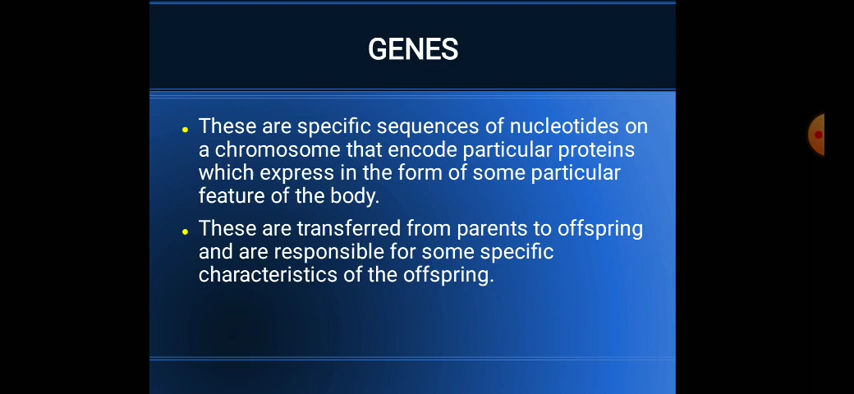 GENES
These are specific sequences of nucleotides on
a chromosome that encode particular proteins
which express in the form of some particular
feature of the body.
These are transferred from parents to offspring
and are responsible for some specific
characteristics of the offspring.